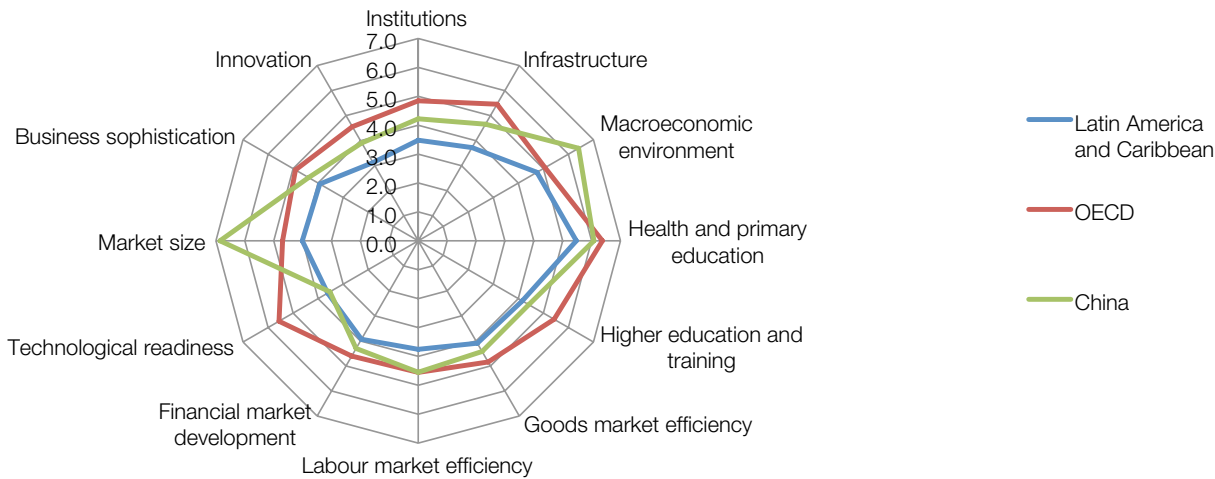 Institutions
7.0
6.0
5.0
4.0
3.0
2.0
1.0
0.0
Infrastructure
Macroeconomic
environment
Health and primary
education
Higher education and
training
Goods market efficiency
Labour market efficiency
Financial market
development
Technological readiness
Market size
Business sophistication
Innovation
Latin America
and Caribbean
OECD
China